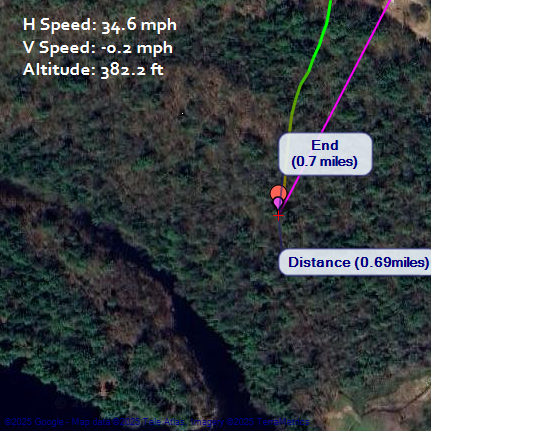 H Speed: 34.6 mph
V Speed: -0.2 mph
Altitude: 382.2 ft
End
(0.7 miles)
Distance (0.69miles)